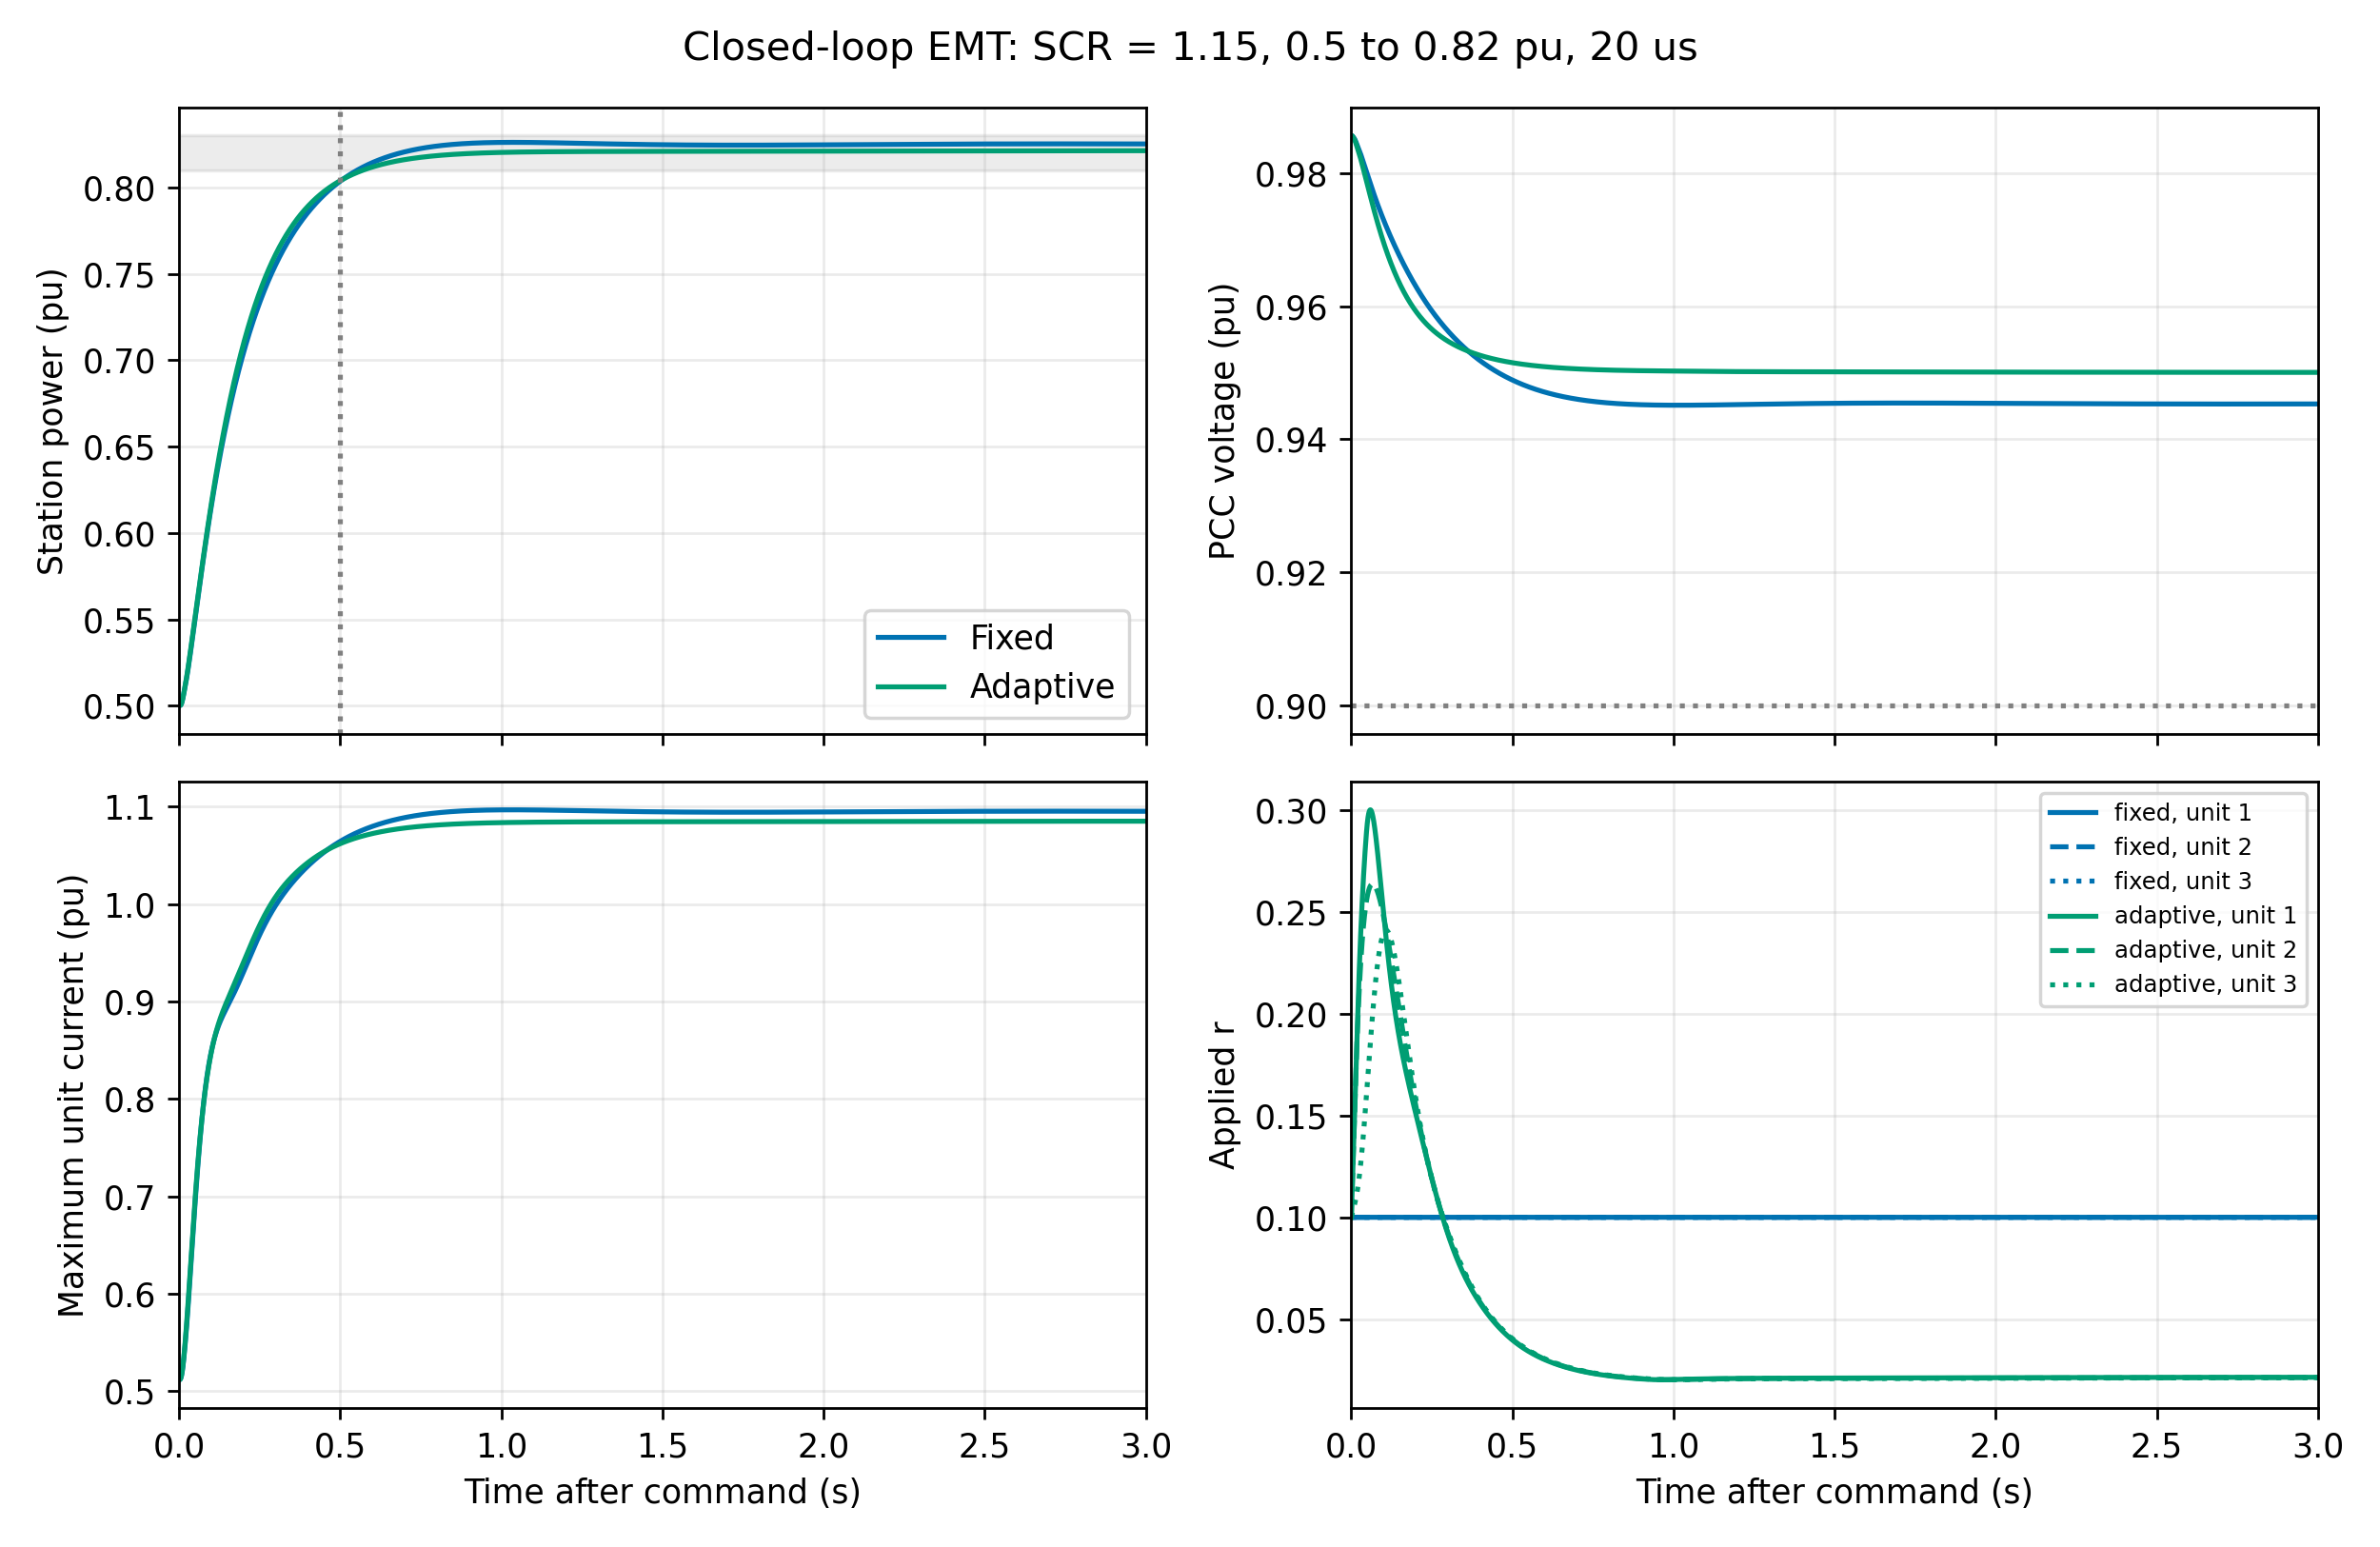 Closed-loop EMT: SCR = 1.15, 0.5 to 0.82 pu, 20 us
Station power (pu)
0.80
0.75
0.70
0.65
0.60
0.55
0.50
Fixed
Adaptive
PCC voltage (pu)
0.98
0.96
0.94
0.92
0.90
Maximum unit current (pu)
1.1
1.0
0.9
0.8
0.7
0.6
0.5
0.0 0.5 1.0 1.5 2.0 2.5 3.0
Time after command (s)
Applied r
0.30
0.25
0.20
0.15
0.10
0.05
fixed, unit 1
fixed, unit 2
fixed, unit 3
adaptive, unit 1
adaptive, unit 2
adaptive, unit 3
0.0 0.5 1.0 1.5 2.0 2.5 3.0
Time after command (s)